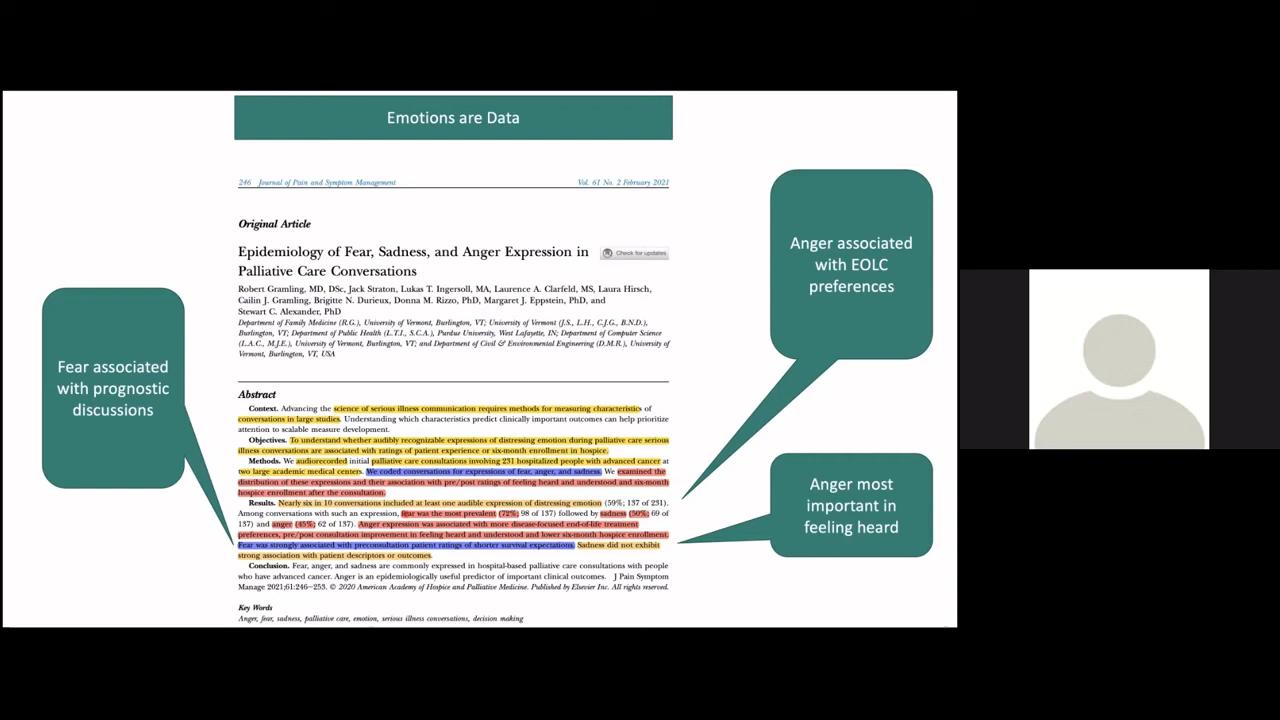 Emotions are Data
246 Journal of Pain and Symptom Management
Vol. 61 No. 2 February 2021
Original Article
Epidemiology of Fear, Sadness, and Anger Expression in
Palliative Care Conversations
Check for updates
Robert Gramling, MD, DSc, Jack Straton, Lukas T. Ingersoll, MA, Laurence A. Clarfeld, MS, Laura Hirsch,
Cailin J. Gramling, Brigitte N. Durieux, Donna M. Rizzo, PhD, Margaret J. Eppstein, PhD, and
Stewart C. Alexander, PhD
Department of Family Medicine (R.G.), University of Vermont, Burlington, VT; University of Vermont (J.S., L.H., C.J.G., B.N.D.),
Burlington, VT; Department of Public Health (L.T.I., S.C.A.), Purdue University, West Lafayette, IN; Department of Computer Science
(L.A.C., M.J.E.), University of Vermont, Burlington, VT; and Department of Civil & Environmental Engineering (D.M.R.), University of
Vermont, Burlington, VT, USA
Abstract
Context. Advancing the science of serious illness communication requires methods for measuring characteristics of
conversations in large studies. Understanding which characteristics predict clinically important outcomes can help prioritize
attention to scalable measure development.
Objectives. To understand whether audibly recognizable expressions of distressing emotion during palliative care serious
illness conversations are associated with ratings of patient experience or six-month enrollment in hospice.
Methods. We audiorecorded initial palliative care consultations involving 231 hospitalized people with advanced cancer at
two large academic medical centers. We coded conversations for expressions of fear, anger, and sadness. We examined the
distribution of these expressions and their association with pre/post ratings of feeling heard and understood and six-month
hospice enrollment after the consultation.
Results. Nearly six in 10 conversations included at least one audible expression of distressing emotion (59%; 137 of 231).
Among conversations with such an expression, fear was the most prevalent (72%; 98 of 137) followed by sadness (50%; 69 of
137) and anger (45%; 62 of 137). Anger expression was associated with more disease-focused end-of-life treatment
preferences, pre/post consultation improvement in feeling heard and understood and lower six-month hospice enrollment.
Fear was strongly associated with preconsultation patient ratings of shorter survival expectations. Sadness did not exhibit
strong association with patient descriptors or outcomes.
Conclusion. Fear, anger, and sadness are commonly expressed in hospital-based palliative care consultations with people
who have advanced cancer. Anger is an epidemiologically useful predictor of important clinical outcomes. J Pain Symptom
Manage 2021;61:246–253. © 2020 American Academy of Hospice and Palliative Medicine. Published by Elsevier Inc. All rights reserved.
Key Words
Anger, fear, sadness, palliative care, emotion, serious illness conversations, decision making
Fear associated
with prognostic
discussions
Anger associated
with EOLC
preferences
Anger most
important in
feeling heard